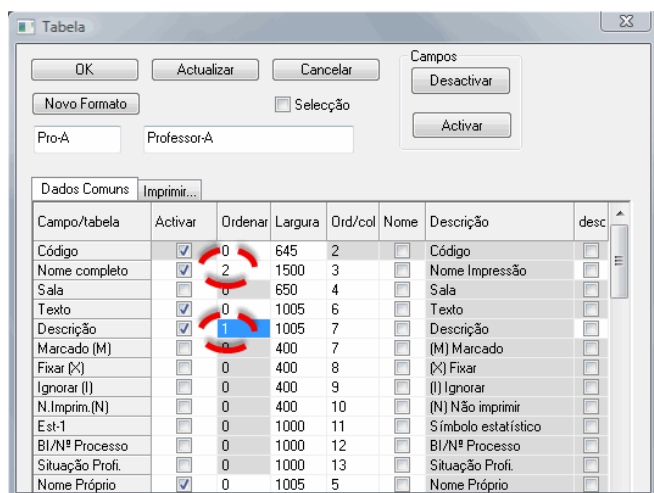 Tabela
OK Actualizar Cancelar Campos
Desactivar
Novo Formato Selecção
Activar
Pro-A Professor-A
Dados Comuns Imprimir...
Campo/tabela Activar Ordenar Largura Ord/col Nome Descrição desc
Código 0 645 2 Código
Nome completo 2 1500 3 Nome Impressão
Sala 0 650 4 Sala
Texto 0 1005 6 Texto
Descrição 1 1005 7 Descrição
Marcado (M) 0 400 7 (M) Marcado
Fixar (X) 0 400 8 (X) Fixar
Ignorar (I) 0 400 9 (I) Ignorar
N.Imprim.(N) 0 400 10 (N) Não imprimir
Est-1 0 1000 11 Símbolo estatístico
BI/Nº Processo 0 1000 12 BI/Nº Processo
Situação Profi. 0 1000 13 Situação Profi.
Nome Próprio 0 1005 5 Nome Próprio